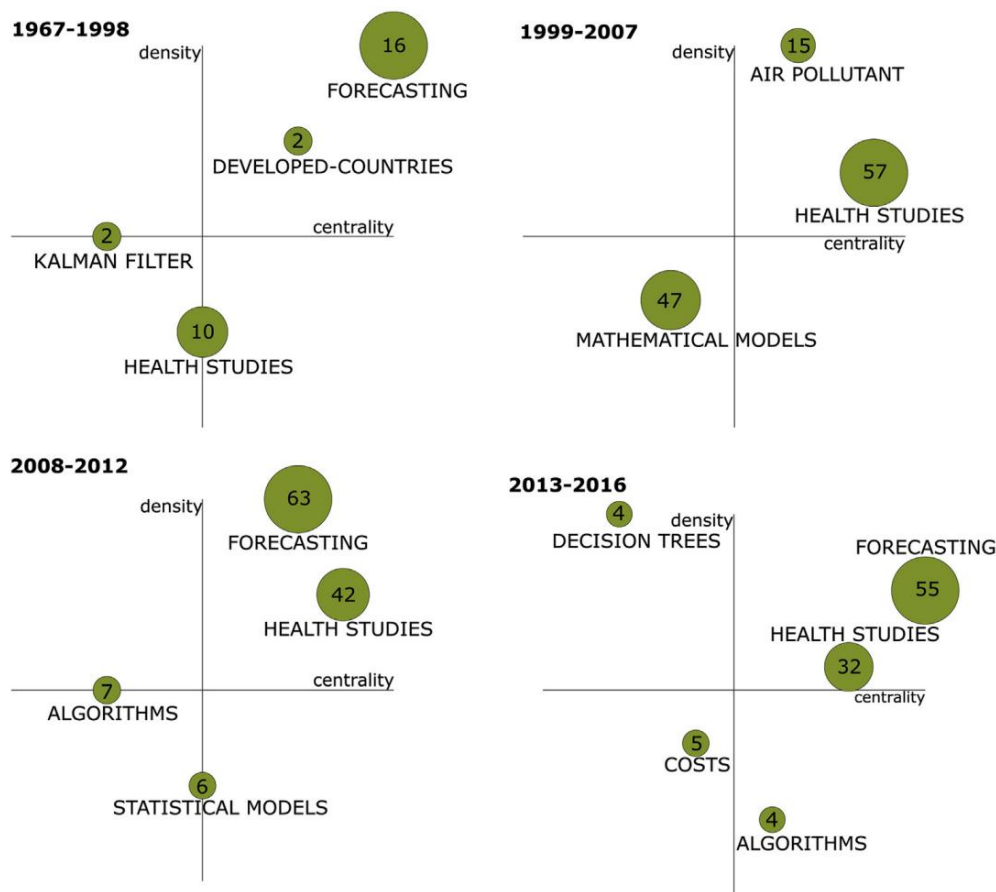 1967-1998
density
16
FORECASTING
2
DEVELOPED-COUNTRIES
centrality
2
KALMAN FILTER
10
HEALTH STUDIES
1999-2007
density
15
AIR POLLUTANT
57
HEALTH STUDIES
centrality
47
MATHEMATICAL MODELS
2008-2012
density
63
FORECASTING
42
HEALTH STUDIES
centrality
7
ALGORITHMS
6
STATISTICAL MODELS
2013-2016
density
4
DECISION TREES
FORECASTING
55
HEALTH STUDIES
32
centrality
5
COSTS
4
ALGORITHMS